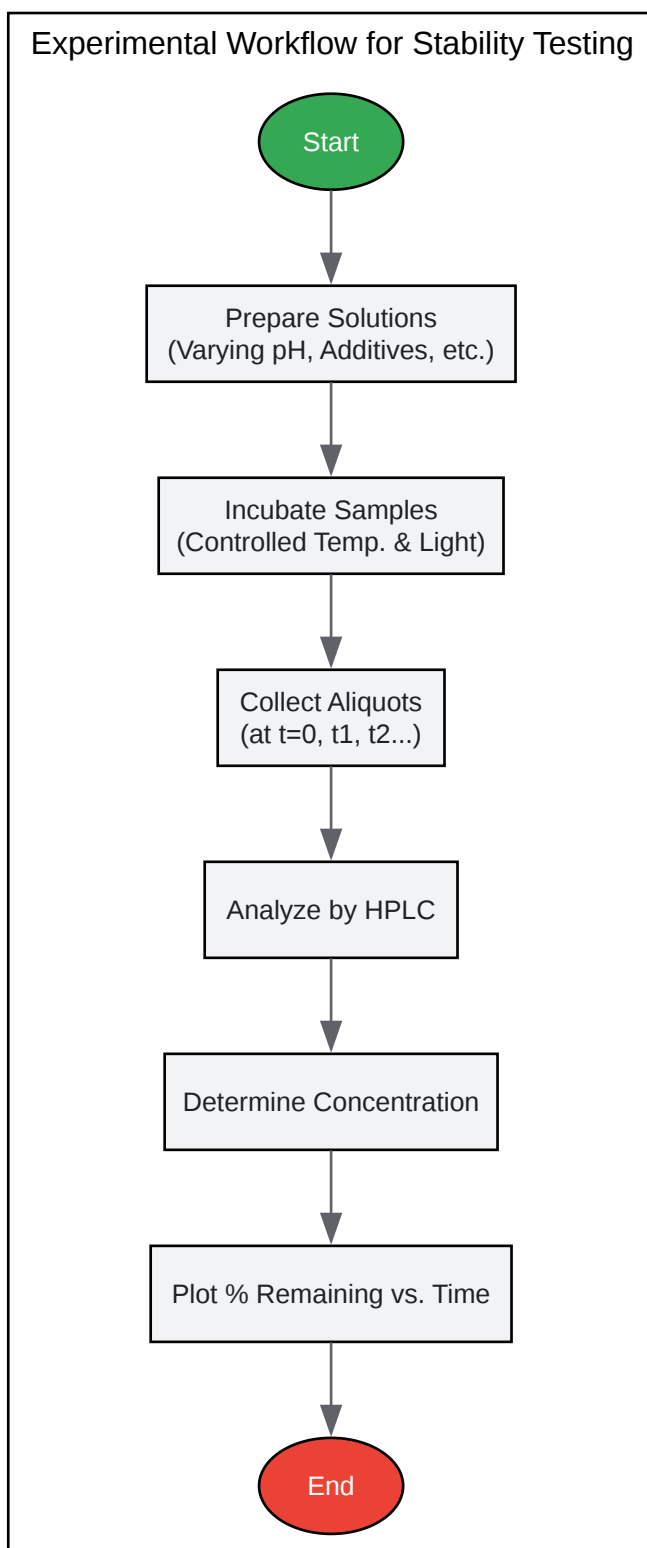 Experimental Workflow for Stability Testing
Start
Prepare Solutions
(Varying pH, Additives, etc.)
Incubate Samples
(Controlled Temp. & Light)
Collect Aliquots
(at t=0, t1, t2...)
Analyze by HPLC
Determine Concentration
Plot % Remaining vs. Time
End